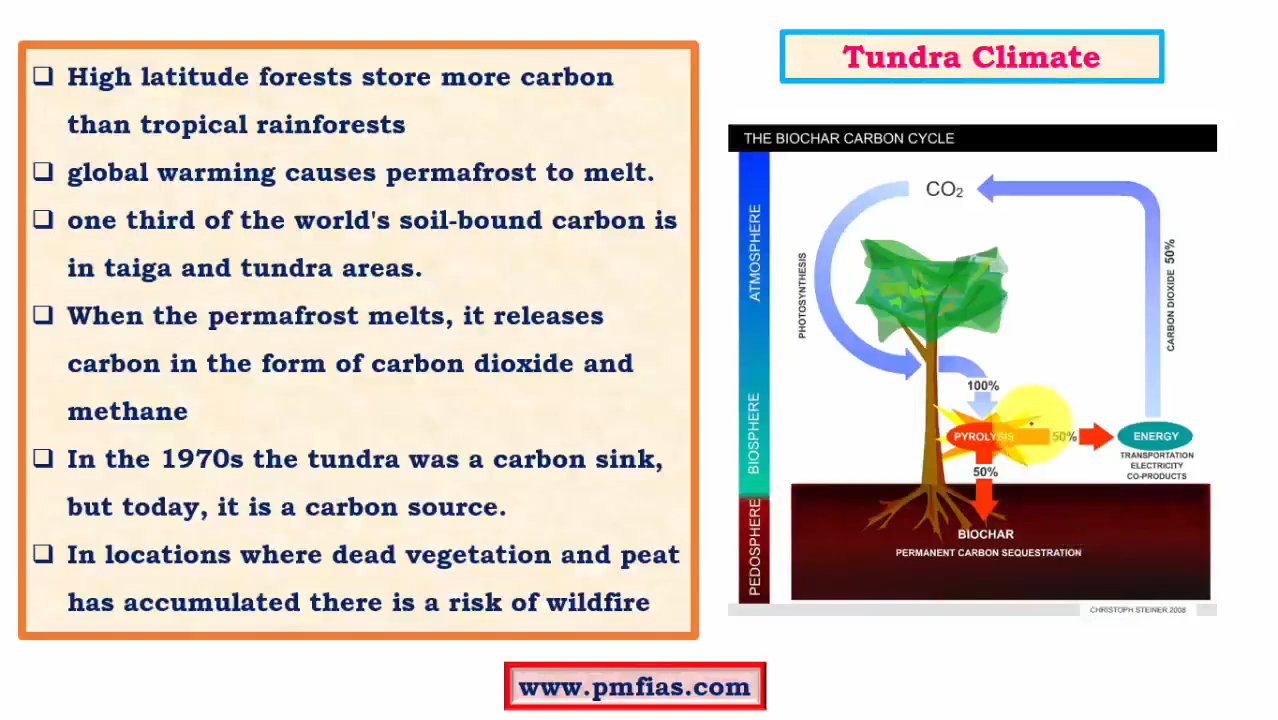 Tundra Climate
❑ High latitude forests store more carbon
than tropical rainforests
❑ global warming causes permafrost to melt.
❑ one third of the world's soil-bound carbon is
in taiga and tundra areas.
❑ When the permafrost melts, it releases
carbon in the form of carbon dioxide and
methane
❑ In the 1970s the tundra was a carbon sink,
but today, it is a carbon source.
❑ In locations where dead vegetation and peat
has accumulated there is a risk of wildfire
THE BIOCHAR CARBON CYCLE
ATMOSPHERE
BIOSPHERE
PEDOSPHERE
CO₂
PHOTOSYNTHESIS
CARBON DIOXIDE 50%
100%
PYROLYSIS
50%
ENERGY
TRANSPORTATION
ELECTRICITY
CO-PRODUCTS
50%
BIOCHAR
PERMANENT CARBON SEQUESTRATION
CHRISTOPH STEINER 2008
www.pmfias.com